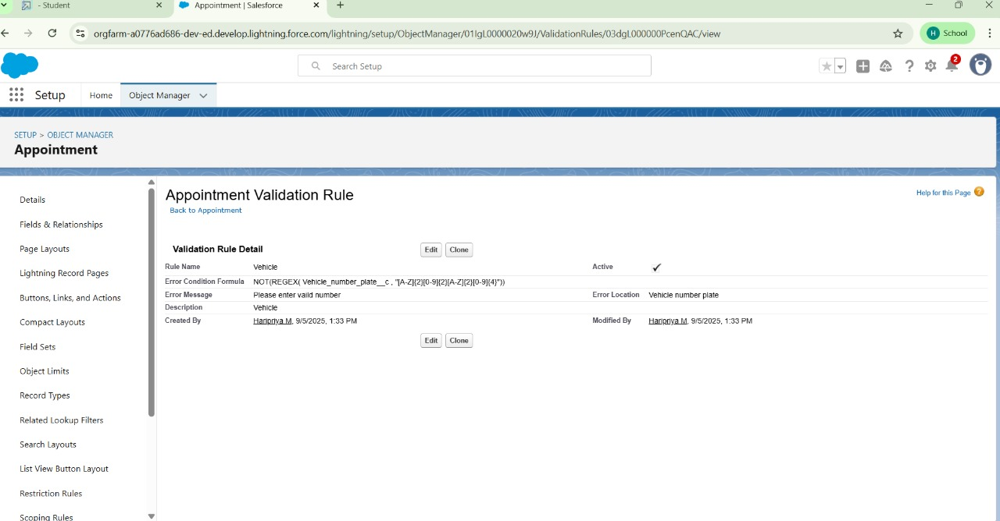 - Student
Appointment | Salesforce
orgfarm-a0776ad686-dev-ed.develop.lightning.force.com/lightning/setup/ObjectManager/01IgL0000020w9J/ValidationRules/03dgL000000PcenQAC/view
H School
Search Setup
2
Setup Home Object Manager
SETUP > OBJECT MANAGER
Appointment
Details
Fields & Relationships
Page Layouts
Lightning Record Pages
Buttons, Links, and Actions
Compact Layouts
Field Sets
Object Limits
Record Types
Related Lookup Filters
Search Layouts
List View Button Layout
Restriction Rules
Scoping Rules
Appointment Validation Rule
Help for this Page ?
Back to Appointment
Validation Rule Detail Edit Clone
Rule Name Vehicle Active ✓
Error Condition Formula NOT(REGEX( Vehicle_number_plate__c , "[A-Z]{2}[0-9]{2}[A-Z]{2}[0-9]{4}"))
Error Message Please enter vaild number Error Location Vehicle number plate
Description Vehicle
Created By Haripriya M, 9/5/2025, 1:33 PM Modified By Haripriya M, 9/5/2025, 1:33 PM
Edit Clone